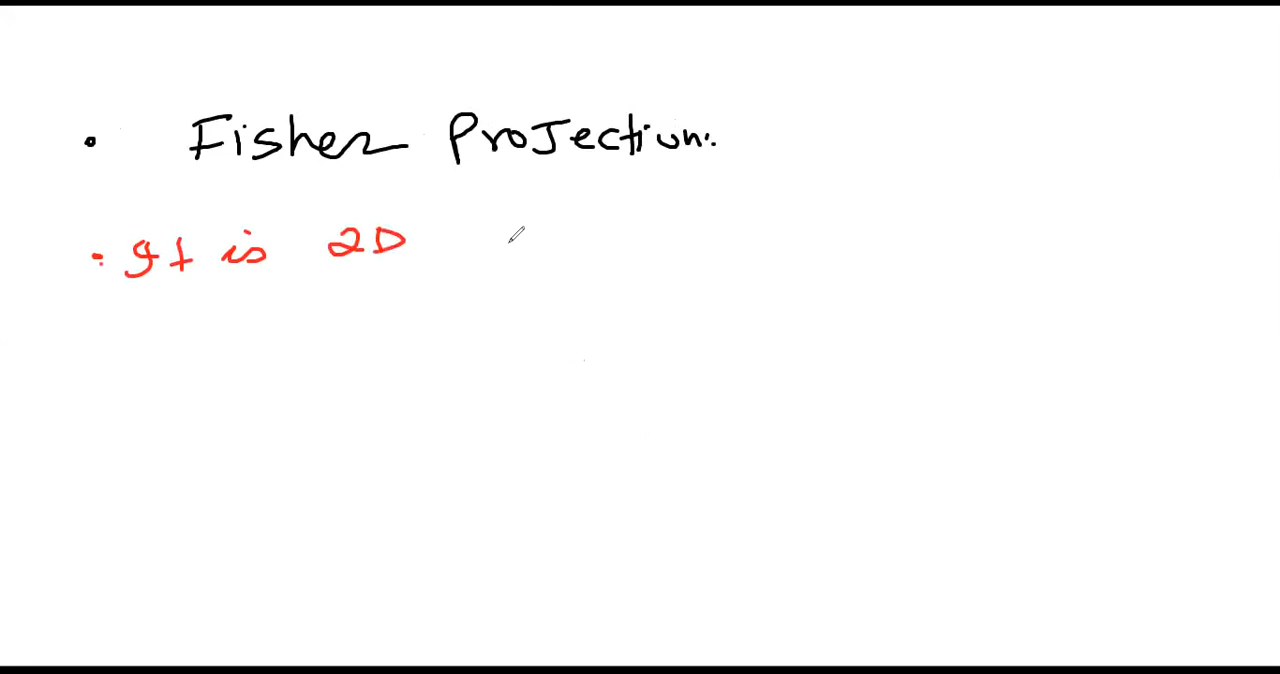 • Fisher Projection:
• It is 2D